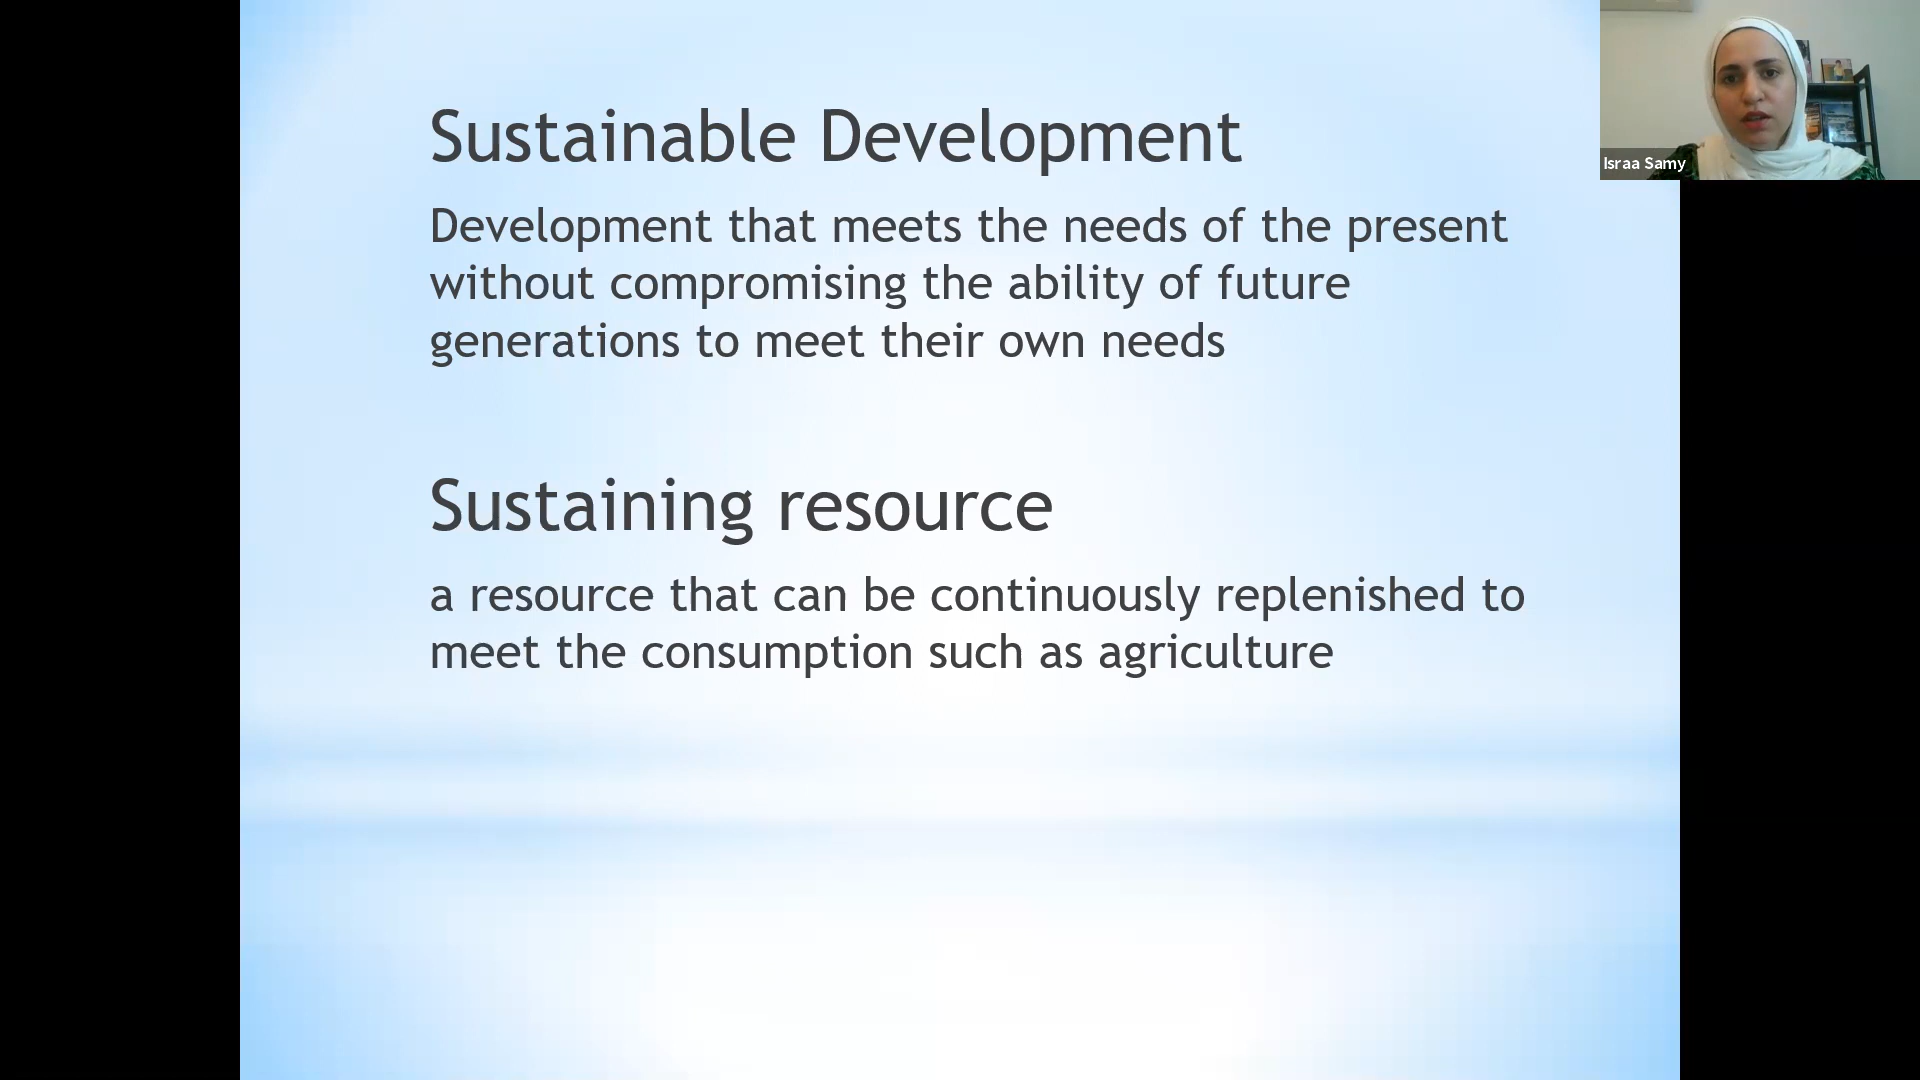 Sustainable Development
Development that meets the needs of the present
without compromising the ability of future
generations to meet their own needs
Sustaining resource
a resource that can be continuously replenished to
meet the consumption such as agriculture
Israa Samy